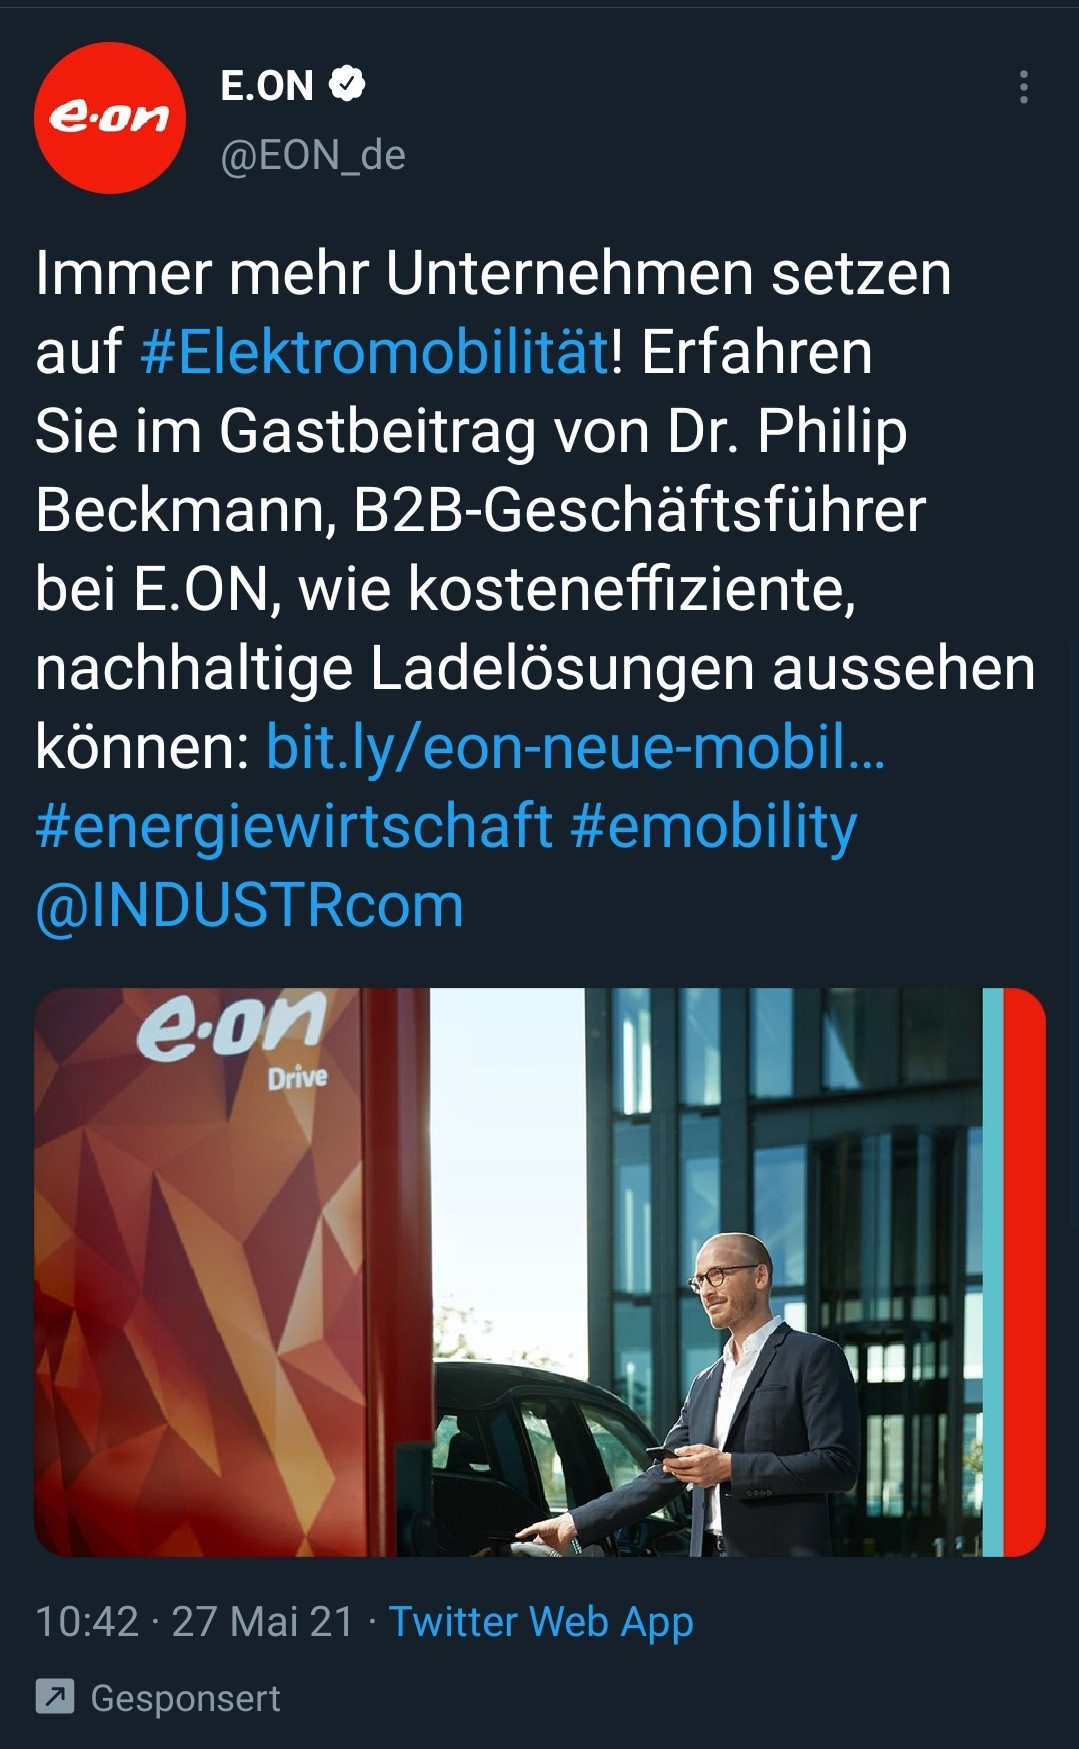 e·on
E.ON
@EON_de
Immer mehr Unternehmen setzen
auf #Elektromobilität! Erfahren
Sie im Gastbeitrag von Dr. Philip
Beckmann, B2B-Geschäftsführer
bei E.ON, wie kosteneffiziente,
nachhaltige Ladelösungen aussehen
können: bit.ly/eon-neue-mobil…
#energiewirtschaft #emobility
@INDUSTRcom
e·on
Drive
10:42 · 27 Mai 21 · Twitter Web App
Gesponsert